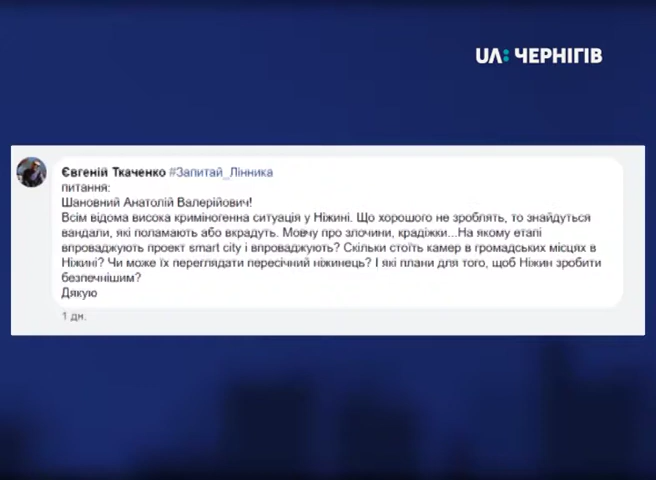 UA: ЧЕРНІГІВ
Євгеній Ткаченко #Запитай_Лінника
питання:
Шановний Анатолій Валерійович!
Всім відома висока криміногенна ситуація у Ніжині. Що хорошого не зроблять, то знайдуться
вандали, які поламають або вкрадуть. Мовчу про злочини, крадіжки...На якому етапі
впроваджують проект smart city і впроваджують? Скільки стоїть камер в громадських місцях в
Ніжині? Чи може їх переглядати пересічний ніжинець? І які плани для того, щоб Ніжин зробити
безпечнішим?
Дякую
1 дн.